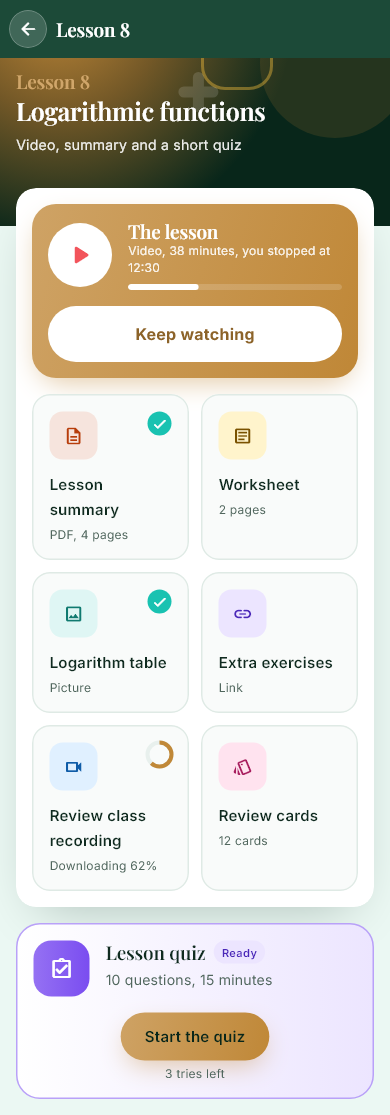 Lesson 8
Lesson 8
Logarithmic functions
Video, summary and a short quiz
The lesson
Video, 38 minutes, you stopped at
12:30
Keep watching
Lesson
summary
PDF, 4 pages
Worksheet
2 pages
Logarithm table
Picture
Extra exercises
Link
Review class
recording
Downloading 62%
Review cards
12 cards
Lesson quiz Ready
10 questions, 15 minutes
Start the quiz
3 tries left